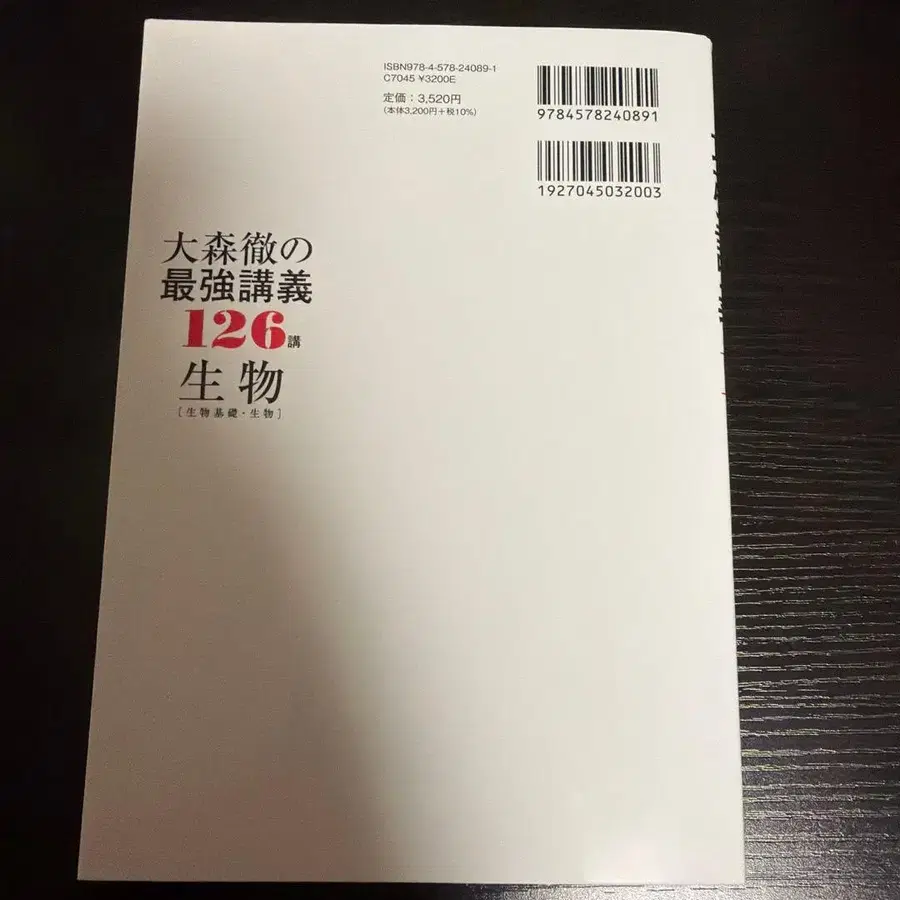 ISBN978-4-578-24089-1
C7045 ¥3200E
定価：3,520円
(本体3,200円+税10%)
9784578240891
1927045032003
大森徹の
最強講義
126講
生物
[生物基礎・生物]